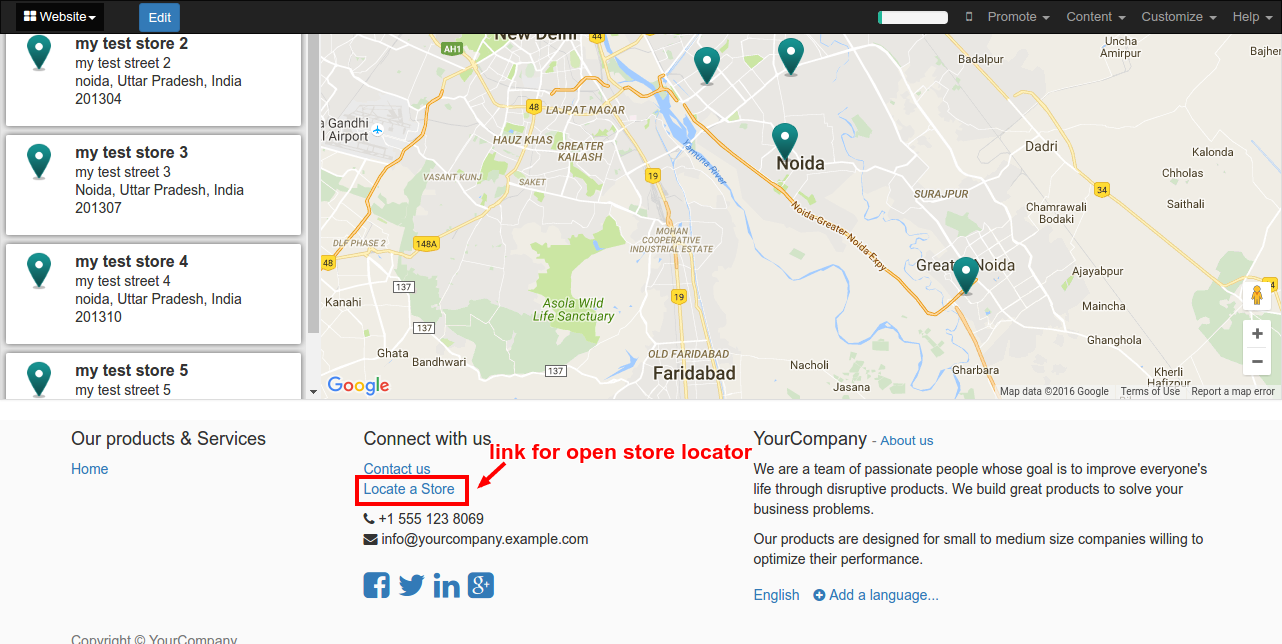 Website
Edit
Promote
Content
Customize
Help
my test store 2
my test street 2
noida, Uttar Pradesh, India
201304
my test store 3
my test street 3
Noida, Uttar Pradesh, India
201307
my test store 4
my test street 4
noida, Uttar Pradesh, India
201310
my test store 5
my test street 5
New Delhi
44
AH1
Uncha
Amirpur
Badalpur
Bajher
48
LAJPAT NAGAR
a Gandhi
l Airport
HAUZ KHAS
GREATER
KAILASH
Yamuna River
Noida
Dadri
Kalonda
Chholas
VASANT KUNJ
SAKET
19
SURAJPUR
34
Saithali
Chamrawali
Bodaki
Noida-Greater Noida Expy
DLF PHASE 2
148A
MOHAN
COOPERATIVE
INDUSTRIAL ESTATE
48
Greater Noida
Ajayabpur
137
Kanahi
Asola Wild
Life Sanctuary
19
4
Maincha
137
Ghanghola
Ghata
Bandhwari
OLD FARIDABAD
Faridabad
137
Nacholi
Jasana
Gharbara
Kherli
Hafizpur
Google
Map data ©2016 Google
Terms of Use
Report a map error
Our products & Services
Home
Connect with us
link for open store locator
Contact us
Locate a Store
+1 555 123 8069
info@yourcompany.example.com
YourCompany - About us
We are a team of passionate people whose goal is to improve everyone's
life through disruptive products. We build great products to solve your
business problems.
Our products are designed for small to medium size companies willing to
optimize their performance.
English
Add a language...
Copyright © YourCompany